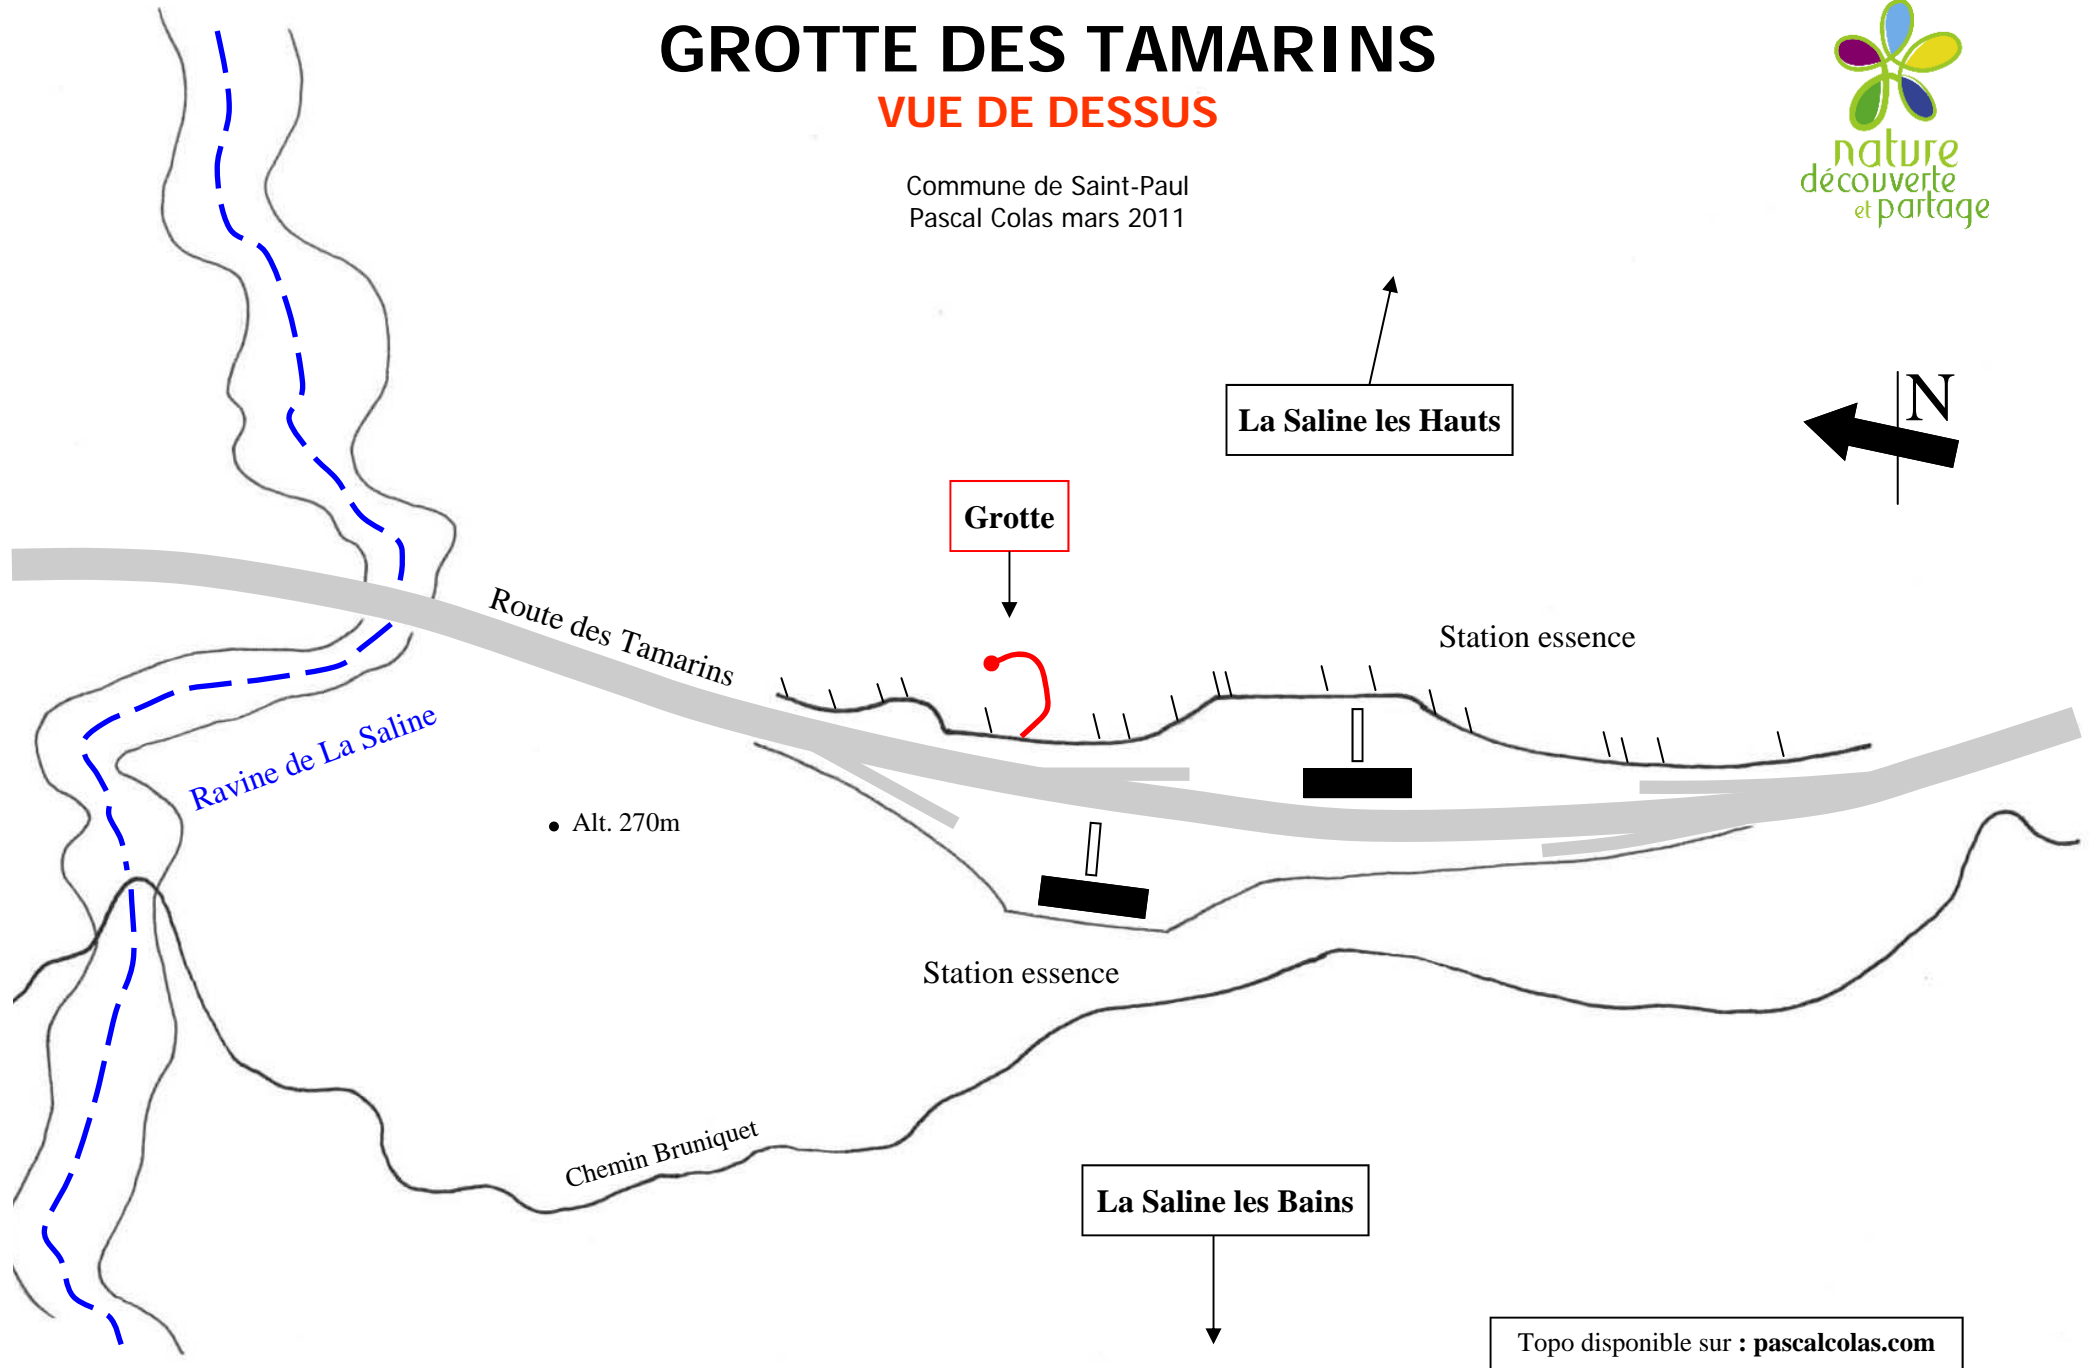 GROTTE DES TAMARINS
VUE DE DESSUS
Commune de Saint-Paul
Pascal Colas mars 2011
nature
découverte
et partage
La Saline les Hauts
N
Grotte
Route des Tamarins
Station essence
Ravine de La Saline
Alt. 270m
Station essence
Chemin Bruniquet
La Saline les Bains
Topo disponible sur : pascalcolas.com